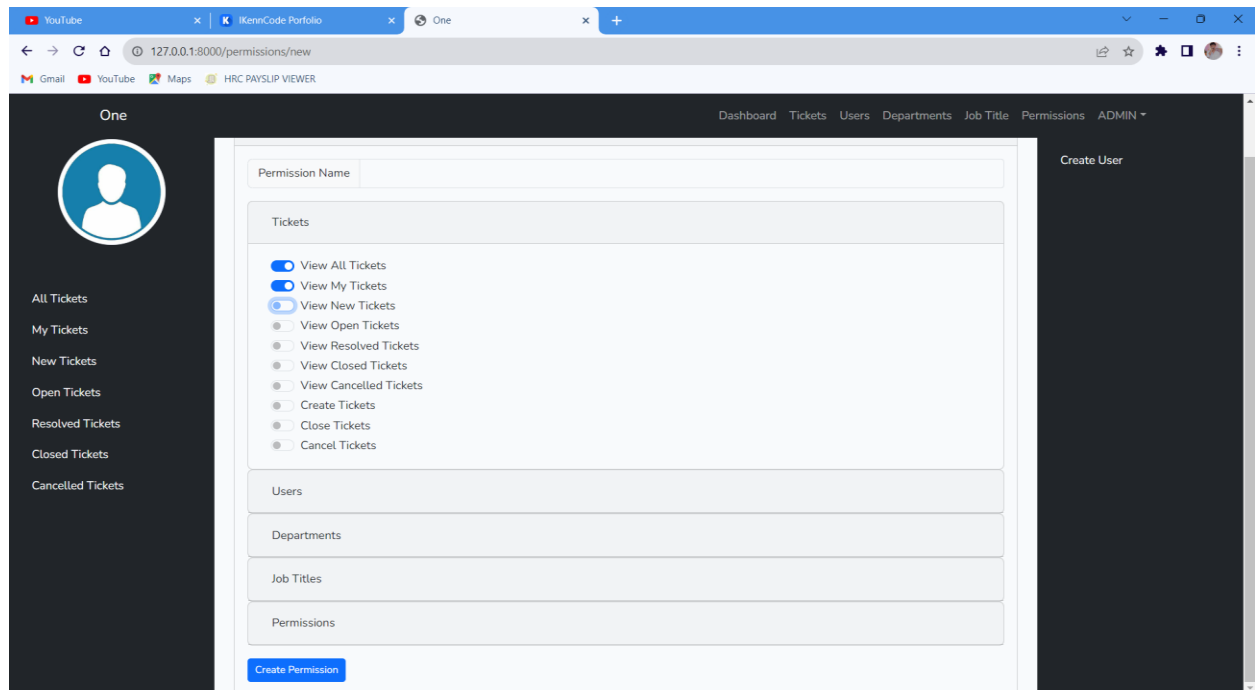 YouTube
IKennCode Porfolio
One
127.0.0.1:8000/permissions/new
Gmail YouTube Maps HRC PAYSLIP VIEWER
One
Dashboard Tickets Users Departments Job Title Permissions ADMIN
All Tickets
My Tickets
New Tickets
Open Tickets
Resolved Tickets
Closed Tickets
Cancelled Tickets
Permission Name
Tickets
View All Tickets
View My Tickets
View New Tickets
View Open Tickets
View Resolved Tickets
View Closed Tickets
View Cancelled Tickets
Create Tickets
Close Tickets
Cancel Tickets
Users
Departments
Job Titles
Permissions
Create Permission
Create User